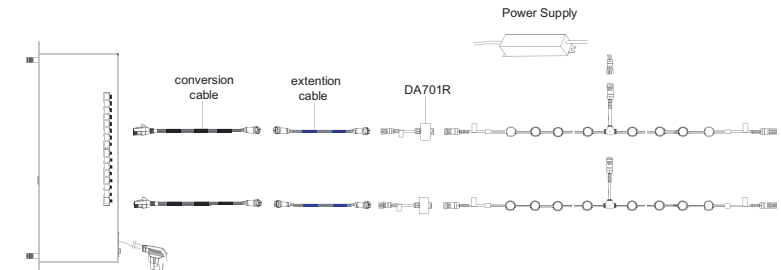 Power Supply
conversion
cable
extention
cable
DA701R